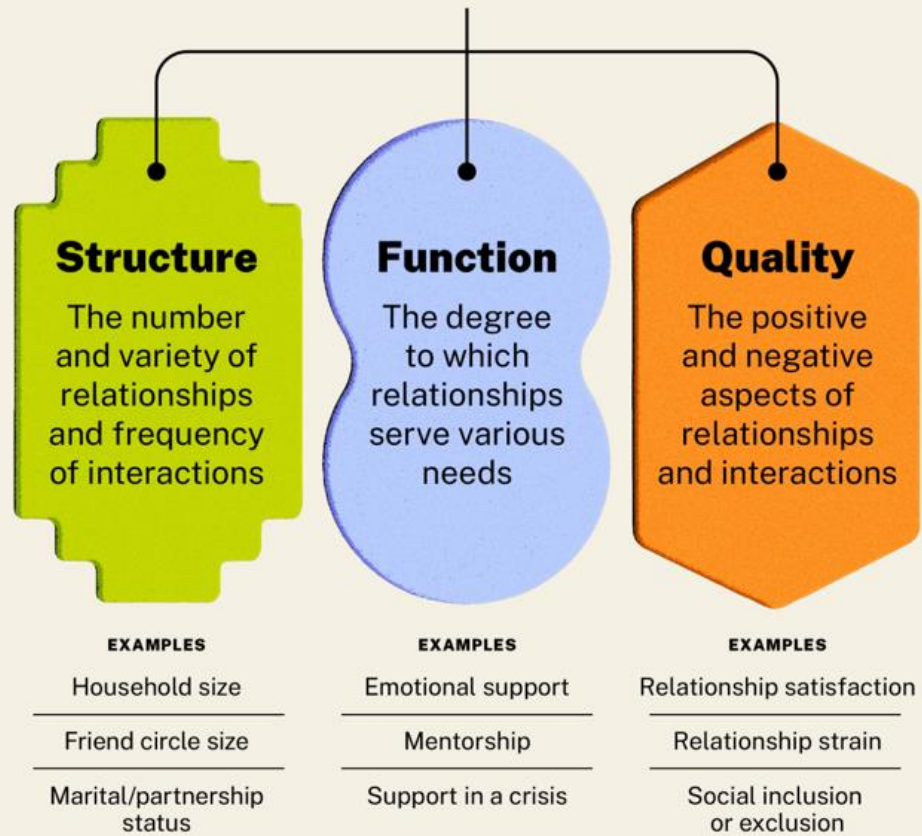 Structure
The number
and variety of
relationships
and frequency
of interactions
Function
The degree
to which
relationships
serve various
needs
Quality
The positive
and negative
aspects of
relationships
and interactions
EXAMPLES
Household size
Friend circle size
Marital/partnership
status
EXAMPLES
Emotional support
Mentorship
Support in a crisis
EXAMPLES
Relationship satisfaction
Relationship strain
Social inclusion
or exclusion